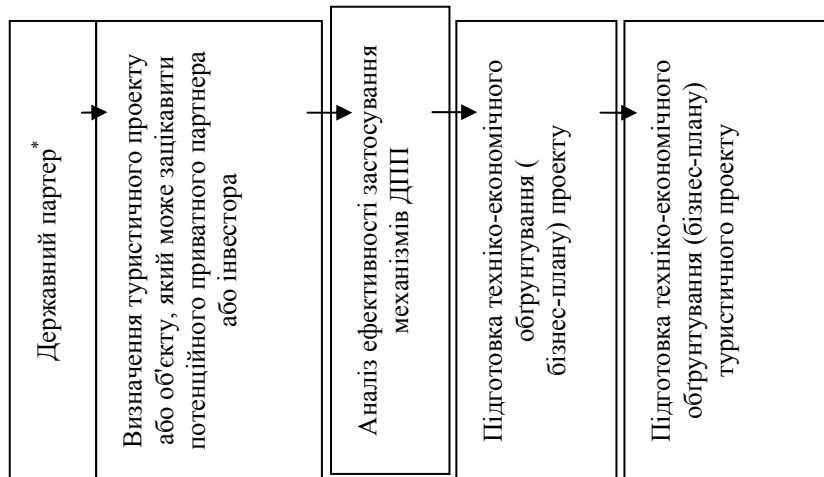 Державний партер*
Визначення туристичного проекту
або об'єкту, який може зацікавити
потенційного приватного партнера
або інвестора
Аналіз ефективності застосування
механізмів ДПП
Підготовка техніко-економічного
обґрунтування (
бізнес-плану) проекту
Підготовка техніко-економічного
обґрунтування (бізнес-плану)
туристичного проекту